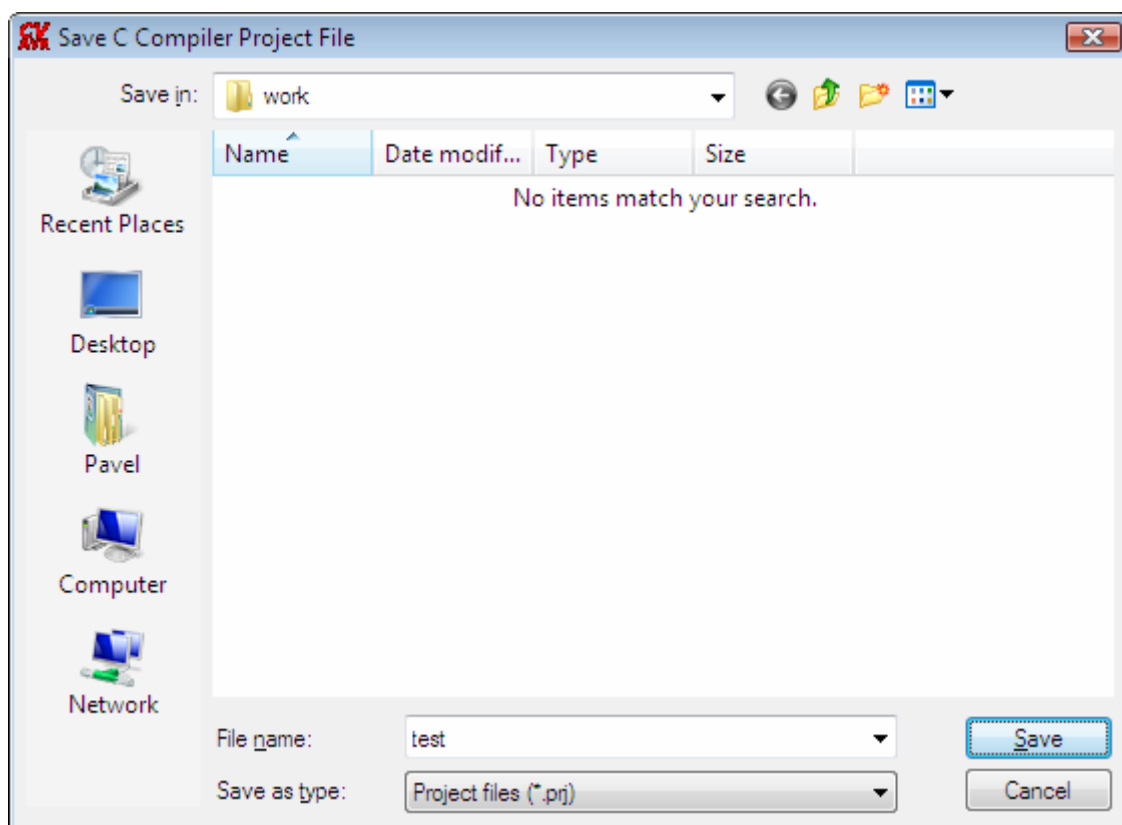 Save C Compiler Project File
Save in:
work
Name
Date modif...
Type
Size
No items match your search.
Recent Places
Desktop
Pavel
Computer
Network
File name:
test
Save
Save as type:
Project files (*.prj)
Cancel